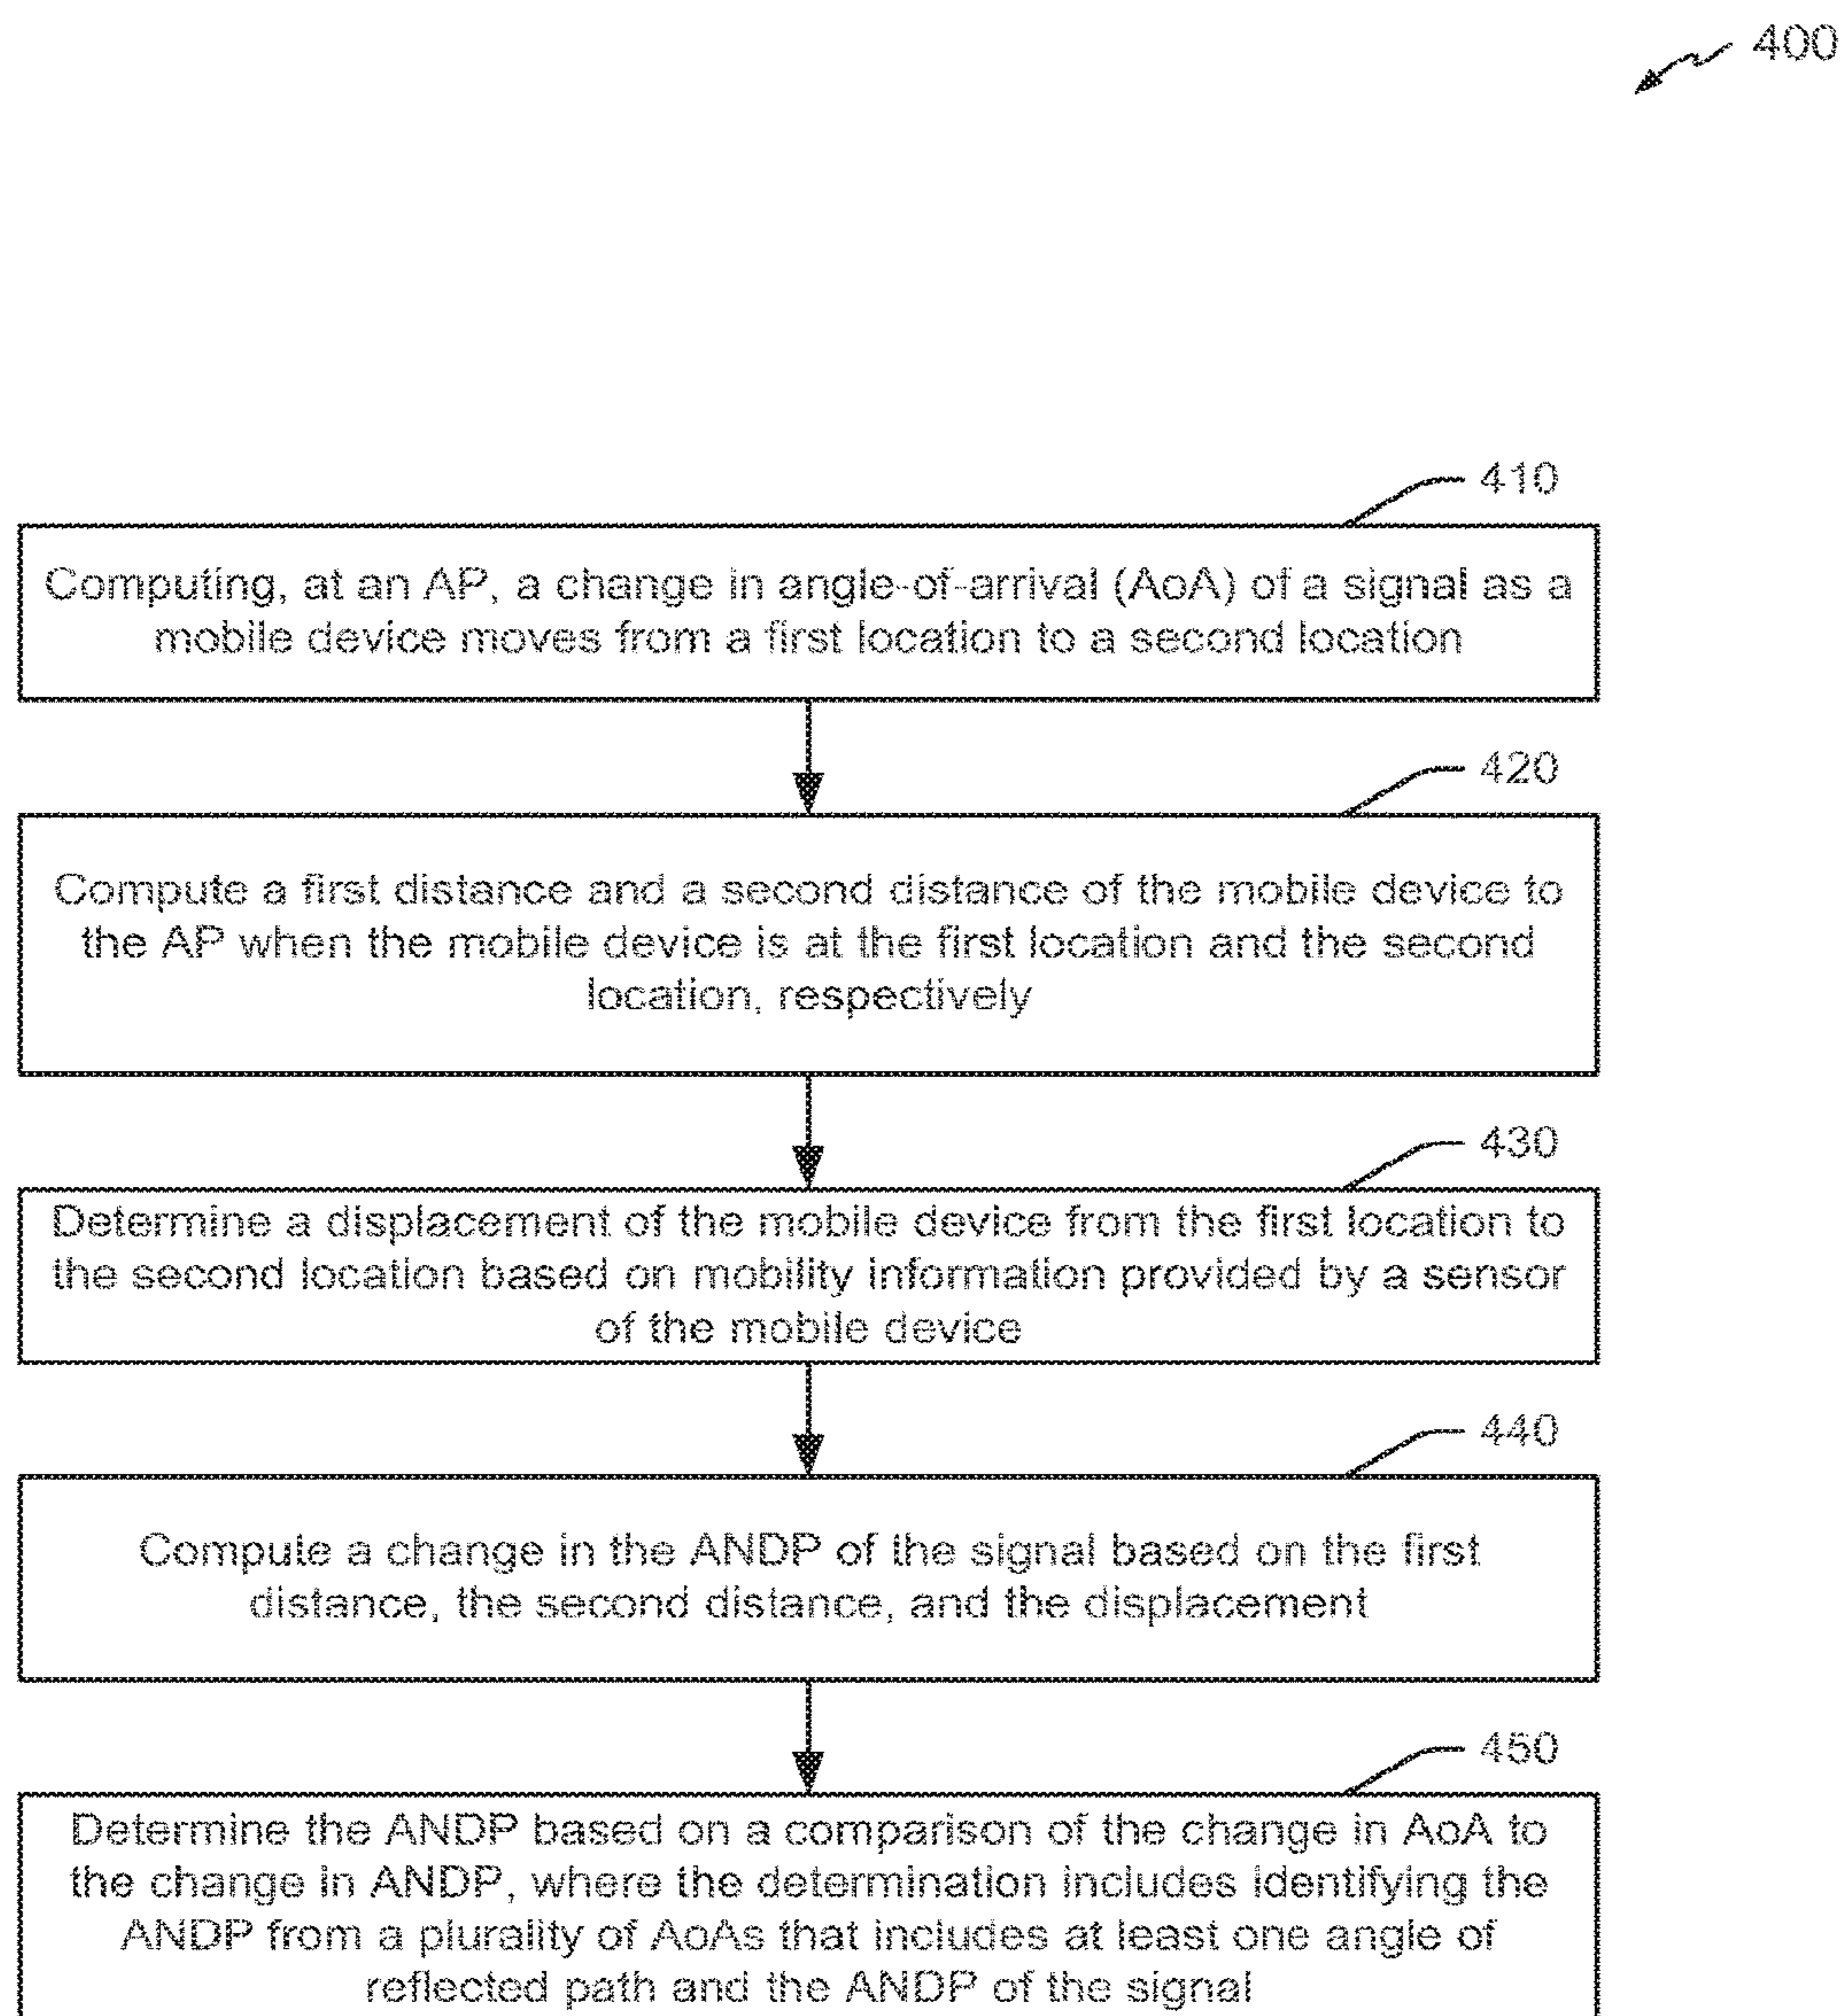 400
410
Computing, at an AP, a change in angle-of-arrival (AoA) of a signal as a
mobile device moves from a first location to a second location
420
Compute a first distance and a second distance of the mobile device to
the AP when the mobile device is at the first location and the second
location, respectively
430
Determine a displacement of the mobile device from the first location to
the second location based on mobility information provided by a sensor
of the mobile device
440
Compute a change in the ANDP of the signal based on the first
distance, the second distance, and the displacement
450
Determine the ANDP based on a comparison of the change in AoA to
the change in ANDP, where the determination includes identifying the
ANDP from a plurality of AoAs that includes at least one angle of
reflected path and the ANDP of the signal